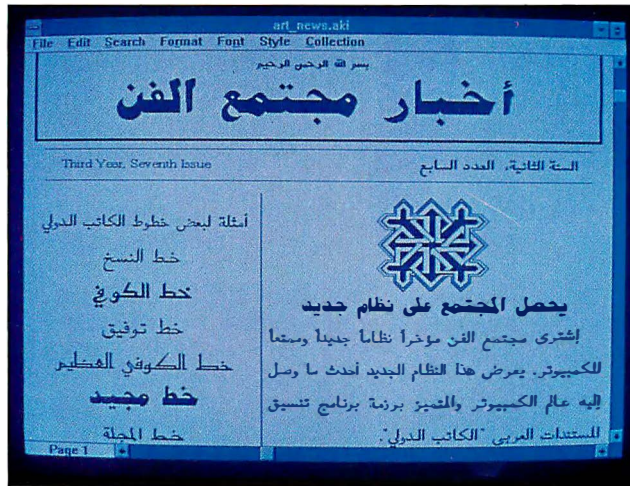 art_news.aki
File Edit Search Format Font Style Collection
بسم الله الرحمن الرحيم
أخبار مجتمع الفن
السنة الثانية، العدد السابع
Third Year, Seventh Issue
يحصل المجتمع على نظام جديد
إشترى مجتمع الفن مؤخراً نظاماً جديداً وممتعاً
للكمبيوتر. يعرض هذا النظام الجديد أحدث ما وصل
إليه عالم الكمبيوتر والمتميز برزمة برنامج تنسيق
المستندات العربي "الكاتب الدولي".
أمثلة لبعض خطوط الكاتب الدولي
خط النسخ
خط الكوفي
خط توفيق
خط الكوفي العظيم
خط مجيد
خط المجلة
Page 1